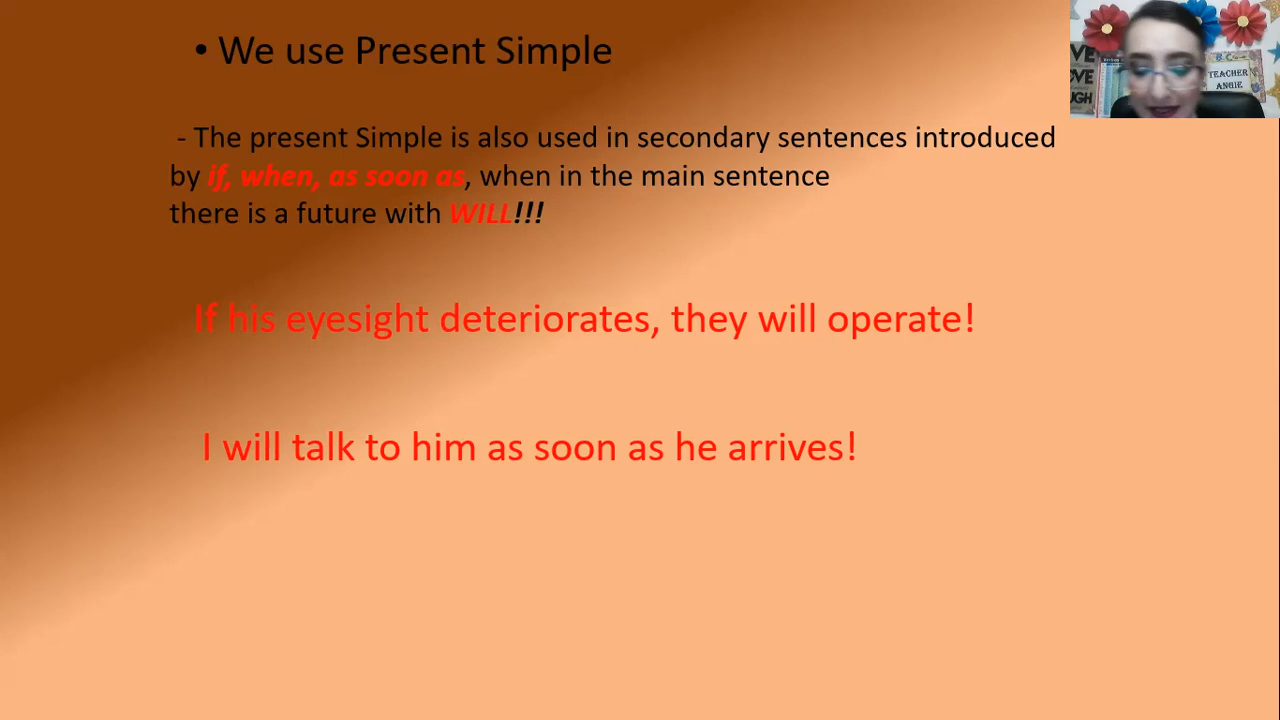 • We use Present Simple
- The present Simple is also used in secondary sentences introduced
by if, when, as soon as, when in the main sentence
there is a future with WILL!!!
If his eyesight deteriorates, they will operate!
I will talk to him as soon as he arrives!
TEACHER
ANGIE